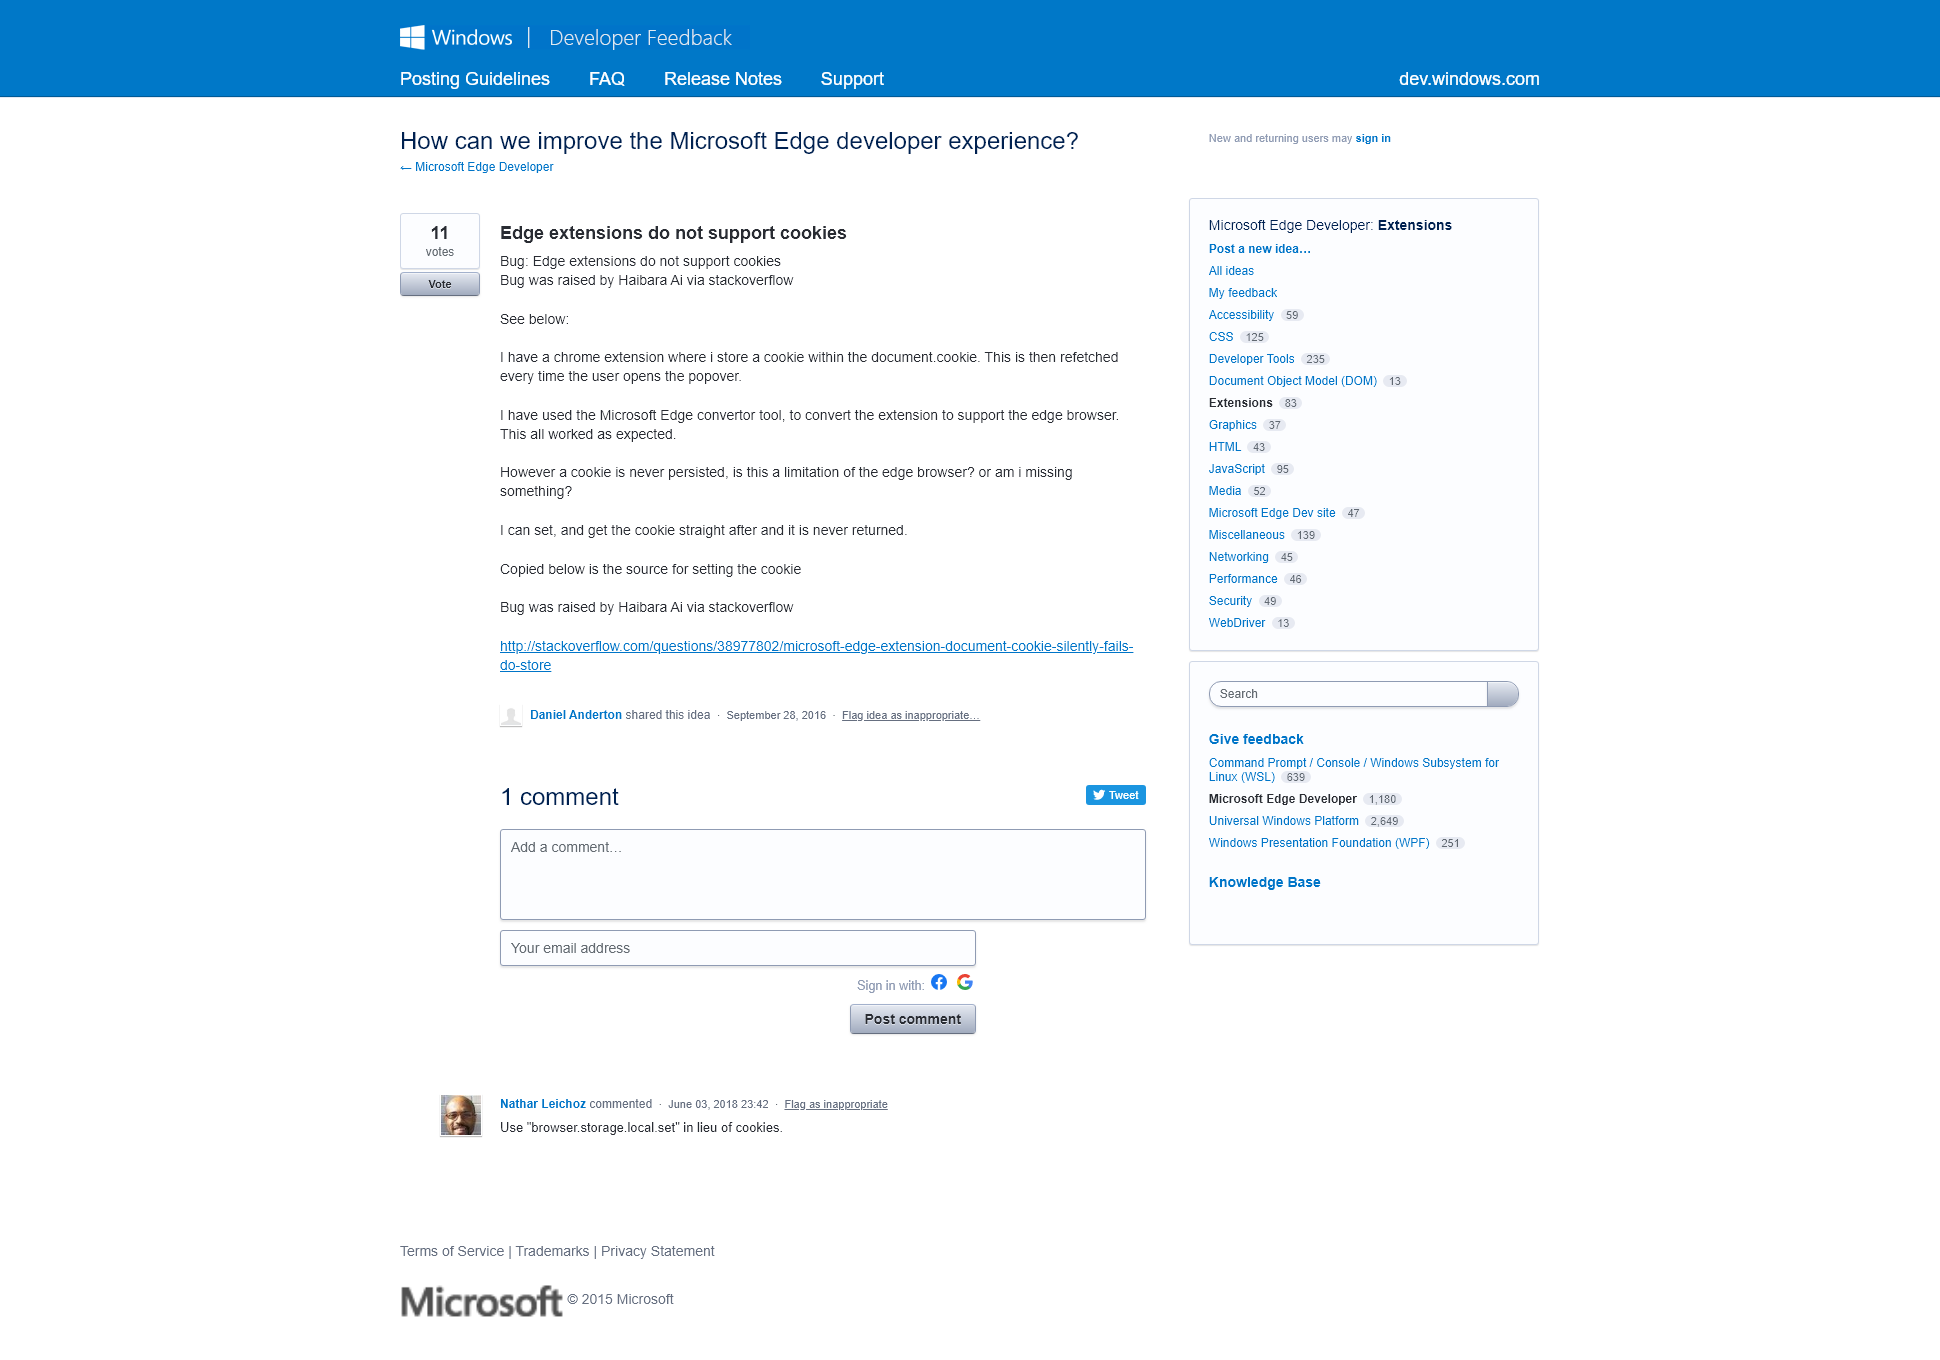 Windows | Developer Feedback
Posting Guidelines FAQ Release Notes Support dev.windows.com
How can we improve the Microsoft Edge developer experience?
← Microsoft Edge Developer
New and returning users may sign in
11
votes
Vote
Edge extensions do not support cookies
Bug: Edge extensions do not support cookies
Bug was raised by Haibara Ai via stackoverflow
See below:
I have a chrome extension where i store a cookie within the document.cookie. This is then refetched
every time the user opens the popover.
I have used the Microsoft Edge convertor tool, to convert the extension to support the edge browser.
This all worked as expected.
However a cookie is never persisted, is this a limitation of the edge browser? or am i missing
something?
I can set, and get the cookie straight after and it is never returned.
Copied below is the source for setting the cookie
Bug was raised by Haibara Ai via stackoverflow
http://stackoverflow.com/questions/38977802/microsoft-edge-extension-document-cookie-silently-fails-
do-store
Daniel Anderton shared this idea · September 28, 2016 · Flag idea as inappropriate…
1 comment
Tweet
Add a comment…
Your email address
Sign in with:
Post comment
Nathar Leichoz commented · June 03, 2018 23:42 · Flag as inappropriate
Use "browser.storage.local.set" in lieu of cookies.
Microsoft Edge Developer: Extensions
Post a new idea…
All ideas
My feedback
Accessibility 59
CSS 125
Developer Tools 235
Document Object Model (DOM) 13
Extensions 83
Graphics 37
HTML 43
JavaScript 95
Media 52
Microsoft Edge Dev site 47
Miscellaneous 139
Networking 45
Performance 46
Security 49
WebDriver 13
Search
Give feedback
Command Prompt / Console / Windows Subsystem for
Linux (WSL) 639
Microsoft Edge Developer 1,180
Universal Windows Platform 2,649
Windows Presentation Foundation (WPF) 251
Knowledge Base
Terms of Service | Trademarks | Privacy Statement
Microsoft © 2015 Microsoft